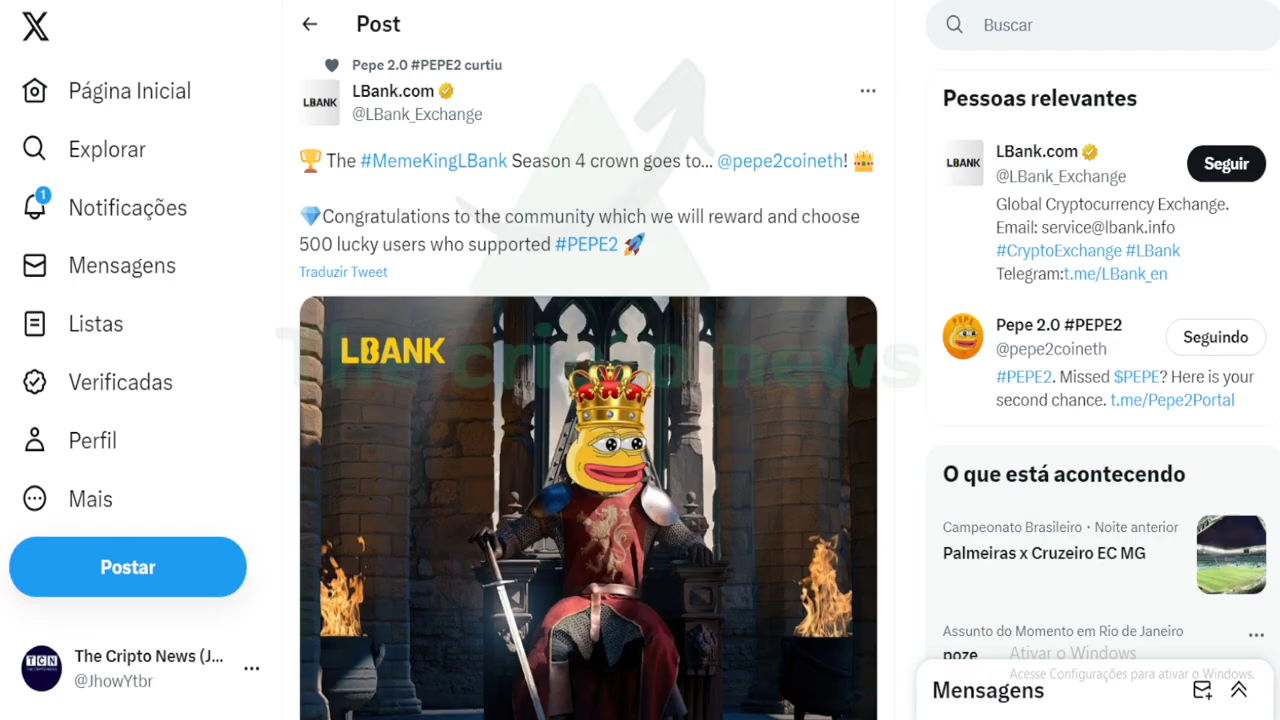 Página Inicial
Explorar
1
Notificações
Mensagens
Listas
Verificadas
Perfil
Mais
Postar
TCN
The Cripto News (J...
@JhowYtbr
Post
Pepe 2.0 #PEPE2 curtiu
LBANK
LBank.com
@LBank_Exchange
🏆 The #MemeKingLBank Season 4 crown goes to... @pepe2coineth! 👑
💎Congratulations to the community which we will reward and choose
500 lucky users who supported #PEPE2 🚀
Traduzir Tweet
LBANK
The cripto news
Buscar
Pessoas relevantes
LBANK
LBank.com
@LBank_Exchange
Seguir
Global Cryptocurrency Exchange.
Email: service@lbank.info
#CryptoExchange #LBank
Telegram:t.me/LBank_en
PEPE
Pepe 2.0 #PEPE2
@pepe2coineth
Seguindo
#PEPE2. Missed $PEPE? Here is your
second chance. t.me/Pepe2Portal
O que está acontecendo
Campeonato Brasileiro · Noite anterior
Palmeiras x Cruzeiro EC MG
Assunto do Momento em Rio de Janeiro
poze
Ativar o Windows
Acesse Configurações para ativar o Windows.
Mensagens